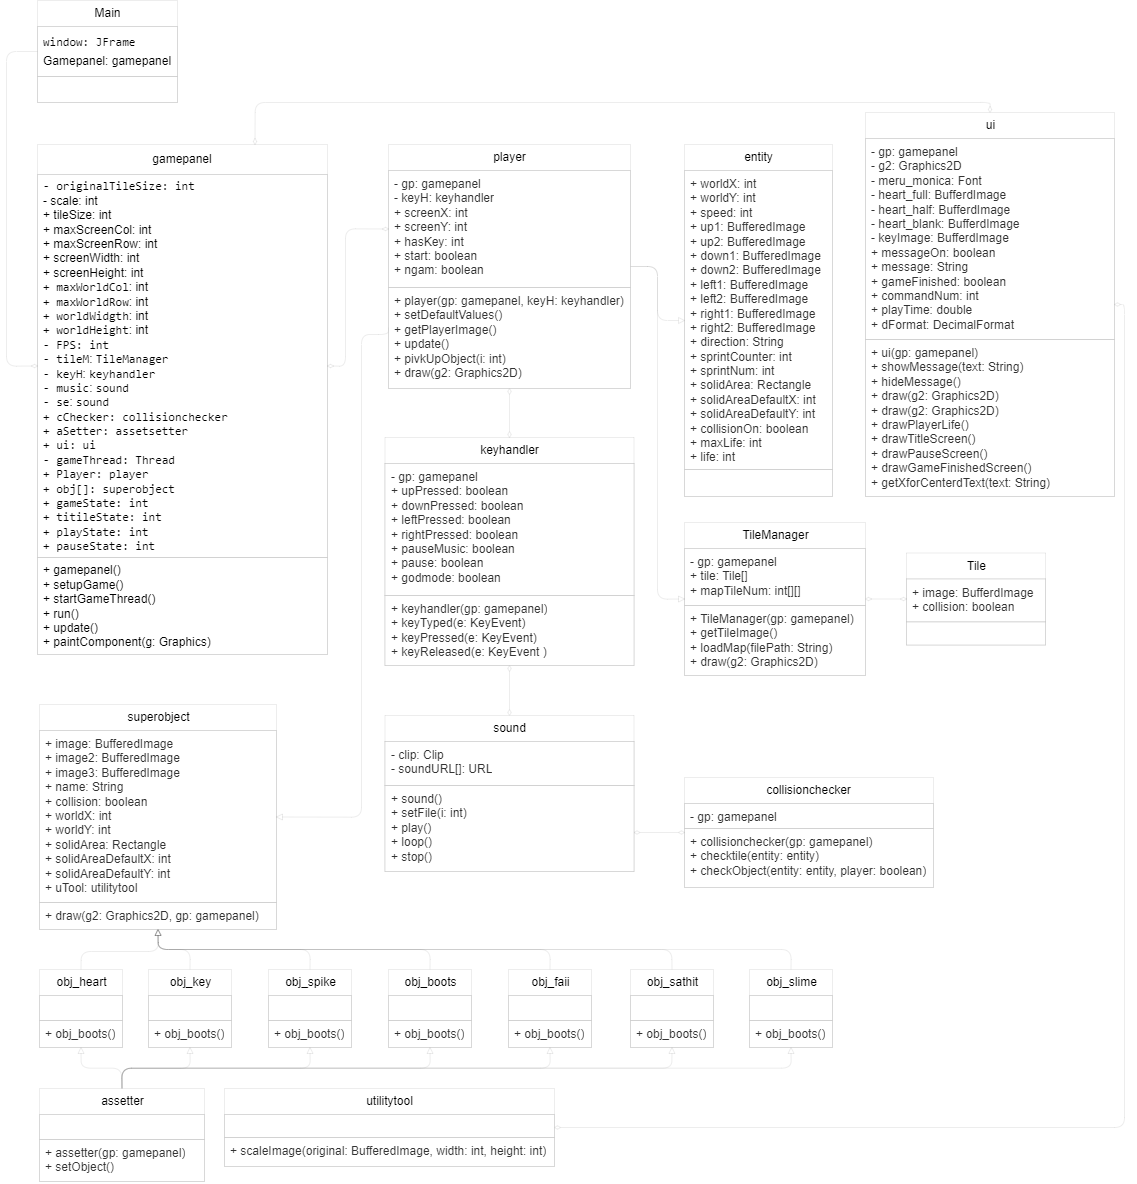 Main
window: JFrame
Gamepanel: gamepanel
gamepanel
- originalTileSize: int
- scale: int
+ tileSize: int
+ maxScreenCol: int
+ maxScreenRow: int
+ screenWidth: int
+ screenHeight: int
+ maxWorldCol: int
+ maxWorldRow: int
+ worldWidgth: int
+ worldHeight: int
- FPS: int
- tileM: TileManager
- keyH: keyhandler
- music: sound
- se: sound
+ cChecker: collisionchecker
+ aSetter: assetsetter
+ ui: ui
- gameThread: Thread
+ Player: player
+ obj[]: superobject
+ gameState: int
+ titileState: int
+ playState: int
+ pauseState: int
+ gamepanel()
+ setupGame()
+ startGameThread()
+ run()
+ update()
+ paintComponent(g: Graphics)
player
- gp: gamepanel
- keyH: keyhandler
+ screenX: int
+ screenY: int
+ hasKey: int
+ start: boolean
+ ngam: boolean
+ player(gp: gamepanel, keyH: keyhandler)
+ setDefaultValues()
+ getPlayerImage()
+ update()
+ pivkUpObject(i: int)
+ draw(g2: Graphics2D)
entity
+ worldX: int
+ worldY: int
+ speed: int
+ up1: BufferedImage
+ up2: BufferedImage
+ down1: BufferedImage
+ down2: BufferedImage
+ left1: BufferedImage
+ left2: BufferedImage
+ right1: BufferedImage
+ right2: BufferedImage
+ direction: String
+ sprintCounter: int
+ sprintNum: int
+ solidArea: Rectangle
+ solidAreaDefaultX: int
+ solidAreaDefaultY: int
+ collisionOn: boolean
+ maxLife: int
+ life: int
ui
- gp: gamepanel
- g2: Graphics2D
- meru_monica: Font
- heart_full: BufferdImage
- heart_half: BufferdImage
- heart_blank: BufferdImage
- keyImage: BufferdImage
+ messageOn: boolean
+ message: String
+ gameFinished: boolean
+ commandNum: int
+ playTime: double
+ dFormat: DecimalFormat
+ ui(gp: gamepanel)
+ showMessage(text: String)
+ hideMessage()
+ draw(g2: Graphics2D)
+ draw(g2: Graphics2D)
+ drawPlayerLife()
+ drawTitleScreen()
+ drawPauseScreen()
+ drawGameFinishedScreen()
+ getXforCenterdText(text: String)
keyhandler
- gp: gamepanel
+ upPressed: boolean
+ downPressed: boolean
+ leftPressed: boolean
+ rightPressed: boolean
+ pauseMusic: boolean
+ pause: boolean
+ godmode: boolean
+ keyhandler(gp: gamepanel)
+ keyTyped(e: KeyEvent)
+ keyPressed(e: KeyEvent)
+ keyReleased(e: KeyEvent )
TileManager
- gp: gamepanel
+ tile: Tile[]
+ mapTileNum: int[][]
+ TileManager(gp: gamepanel)
+ getTileImage()
+ loadMap(filePath: String)
+ draw(g2: Graphics2D)
Tile
+ image: BufferdImage
+ collision: boolean
superobject
+ image: BufferedImage
+ image2: BufferedImage
+ image3: BufferedImage
+ name: String
+ collision: boolean
+ worldX: int
+ worldY: int
+ solidArea: Rectangle
+ solidAreaDefaultX: int
+ solidAreaDefaultY: int
+ uTool: utilitytool
+ draw(g2: Graphics2D, gp: gamepanel)
sound
- clip: Clip
- soundURL[]: URL
+ sound()
+ setFile(i: int)
+ play()
+ loop()
+ stop()
collisionchecker
- gp: gamepanel
+ collisionchecker(gp: gamepanel)
+ checktile(entity: entity)
+ checkObject(entity: entity, player: boolean)
obj_heart
+ obj_boots()
obj_key
+ obj_boots()
obj_spike
+ obj_boots()
obj_boots
+ obj_boots()
obj_faii
+ obj_boots()
obj_sathit
+ obj_boots()
obj_slime
+ obj_boots()
assetter
+ assetter(gp: gamepanel)
+ setObject()
utilitytool
+ scaleImage(original: BufferedImage, width: int, height: int)